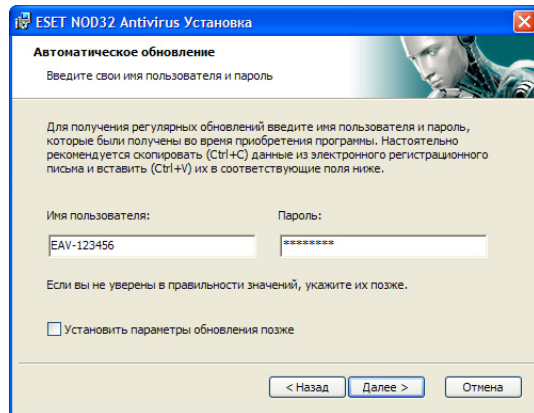 ESET NOD32 Antivirus Установка
Автоматическое обновление
Введите свои имя пользователя и пароль
Для получения регулярных обновлений введите имя пользователя и пароль,
которые были получены во время приобретения программы. Настоятельно
рекомендуется скопировать (Ctrl+C) данные из электронного регистрационного
письма и вставить (Ctrl+V) их в соответствующие поля ниже.
Имя пользователя: Пароль:
EAV-123456 ********
Если вы не уверены в правильности значений, укажите их позже.
Установить параметры обновления позже
< Назад Далее > Отмена